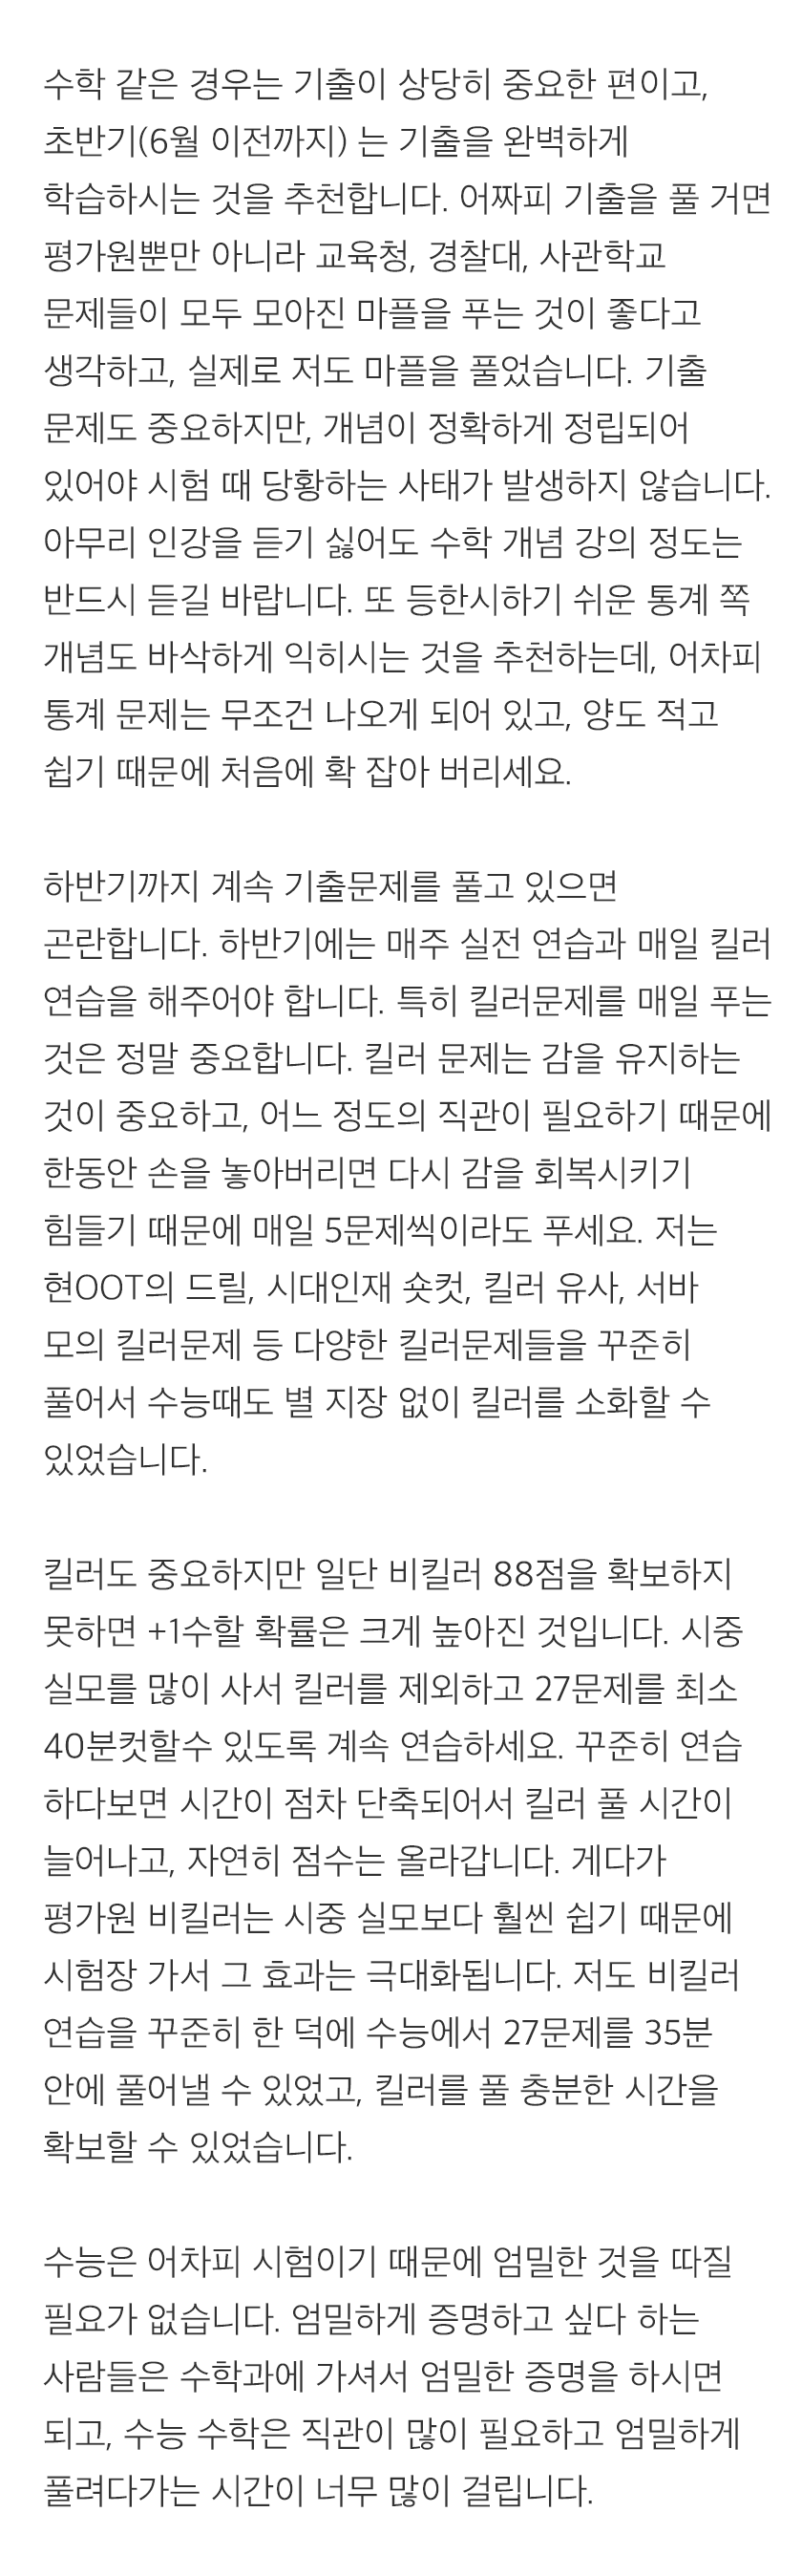 수학 같은 경우는 기출이 상당히 중요한 편이고,
초반기(6월 이전까지) 는 기출을 완벽하게
학습하시는 것을 추천합니다. 어짜피 기출을 풀 거면
평가원뿐만 아니라 교육청, 경찰대, 사관학교
문제들이 모두 모아진 마플을 푸는 것이 좋다고
생각하고, 실제로 저도 마플을 풀었습니다. 기출
문제도 중요하지만, 개념이 정확하게 정립되어
있어야 시험 때 당황하는 사태가 발생하지 않습니다.
아무리 인강을 듣기 싫어도 수학 개념 강의 정도는
반드시 듣길 바랍니다. 또 등한시하기 쉬운 통계 쪽
개념도 바삭하게 익히시는 것을 추천하는데, 어차피
통계 문제는 무조건 나오게 되어 있고, 양도 적고
쉽기 때문에 처음에 확 잡아 버리세요.

하반기까지 계속 기출문제를 풀고 있으면
곤란합니다. 하반기에는 매주 실전 연습과 매일 킬러
연습을 해주어야 합니다. 특히 킬러문제를 매일 푸는
것은 정말 중요합니다. 킬러 문제는 감을 유지하는
것이 중요하고, 어느 정도의 직관이 필요하기 때문에
한동안 손을 놓아버리면 다시 감을 회복시키기
힘들기 때문에 매일 5문제씩이라도 푸세요. 저는
현OOT의 드릴, 시대인재 숏컷, 킬러 유사, 서바
모의 킬러문제 등 다양한 킬러문제들을 꾸준히
풀어서 수능때도 별 지장 없이 킬러를 소화할 수
있었습니다.

킬러도 중요하지만 일단 비킬러 88점을 확보하지
못하면 +1수할 확률은 크게 높아진 것입니다. 시중
실모를 많이 사서 킬러를 제외하고 27문제를 최소
40분컷할수 있도록 계속 연습하세요. 꾸준히 연습
하다보면 시간이 점차 단축되어서 킬러 풀 시간이
늘어나고, 자연히 점수는 올라갑니다. 게다가
평가원 비킬러는 시중 실모보다 훨씬 쉽기 때문에
시험장 가서 그 효과는 극대화됩니다. 저도 비킬러
연습을 꾸준히 한 덕에 수능에서 27문제를 35분
안에 풀어낼 수 있었고, 킬러를 풀 충분한 시간을
확보할 수 있었습니다.

수능은 어차피 시험이기 때문에 엄밀한 것을 따질
필요가 없습니다. 엄밀하게 증명하고 싶다 하는
사람들은 수학과에 가셔서 엄밀한 증명을 하시면
되고, 수능 수학은 직관이 많이 필요하고 엄밀하게
풀려다가는 시간이 너무 많이 걸립니다.